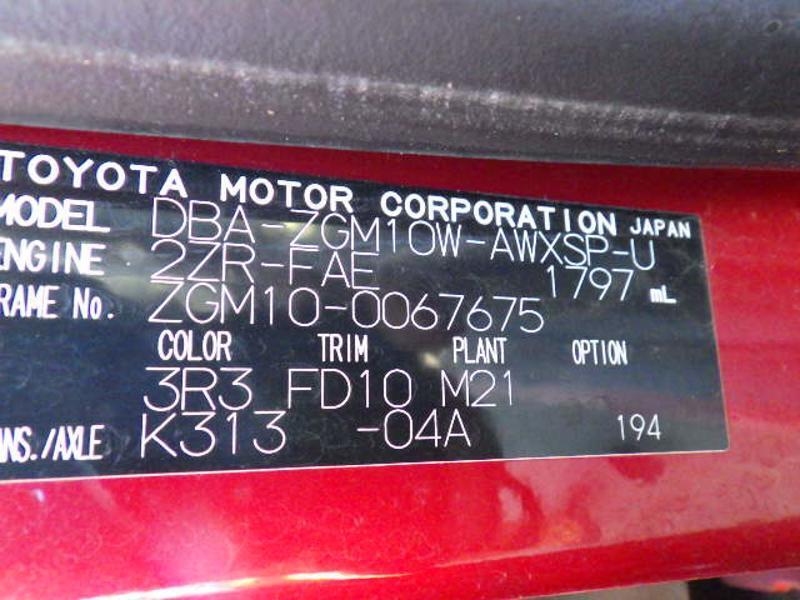 TOYOTA MOTOR CORPORATION JAPAN
MODEL DBA-ZGM10W-AWXSP-U
ENGINE 2ZR-FAE 1797 mL
FRAME No. ZGM10-0067675
COLOR TRIM PLANT OPTION
3R3 FD10 M21
ANS./AXLE K313 -04A 194